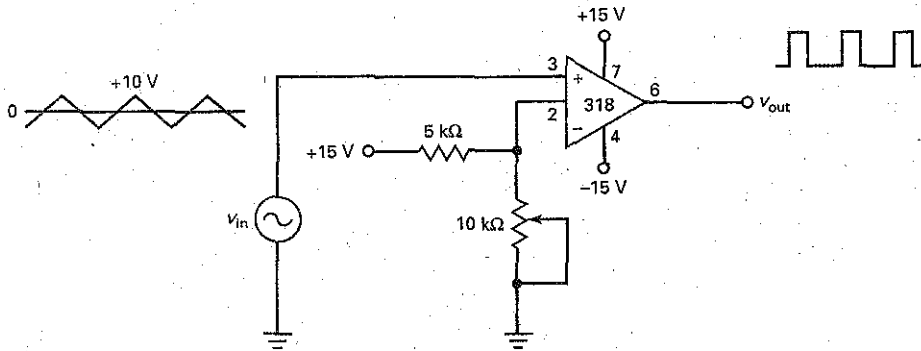 +15 V
3
7
+
+10 V
0
318
6
v_out
2
−
5 kΩ
4
+15 V
−15 V
v_in
10 kΩ